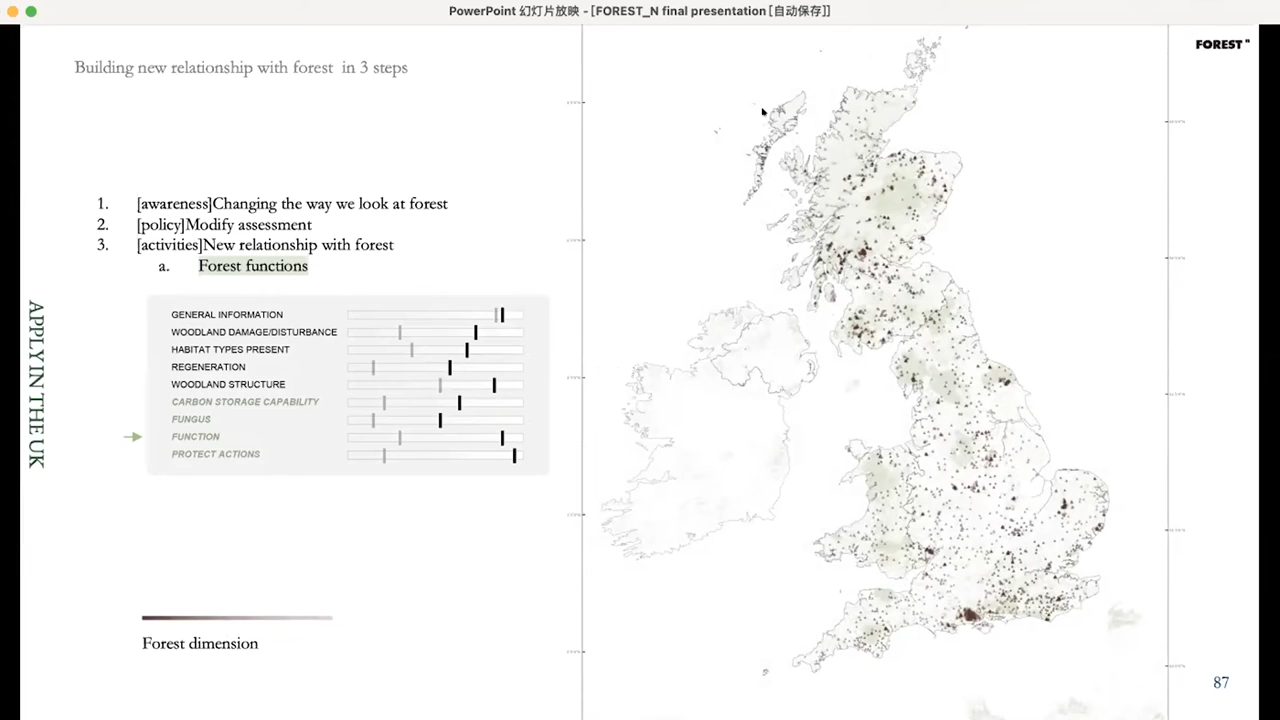 PowerPoint 幻灯片放映 - [FOREST_N final presentation [自动保存]]
FOREST N
Building new relationship with forest in 3 steps
1. [awareness]Changing the way we look at forest
2. [policy]Modify assessment
3. [activities]New relationship with forest
a. Forest functions
GENERAL INFORMATION
WOODLAND DAMAGE/DISTURBANCE
HABITAT TYPES PRESENT
REGENERATION
WOODLAND STRUCTURE
CARBON STORAGE CAPABILITY
FUNGUS
FUNCTION
PROTECT ACTIONS
APPLY IN THE UK
Forest dimension
87